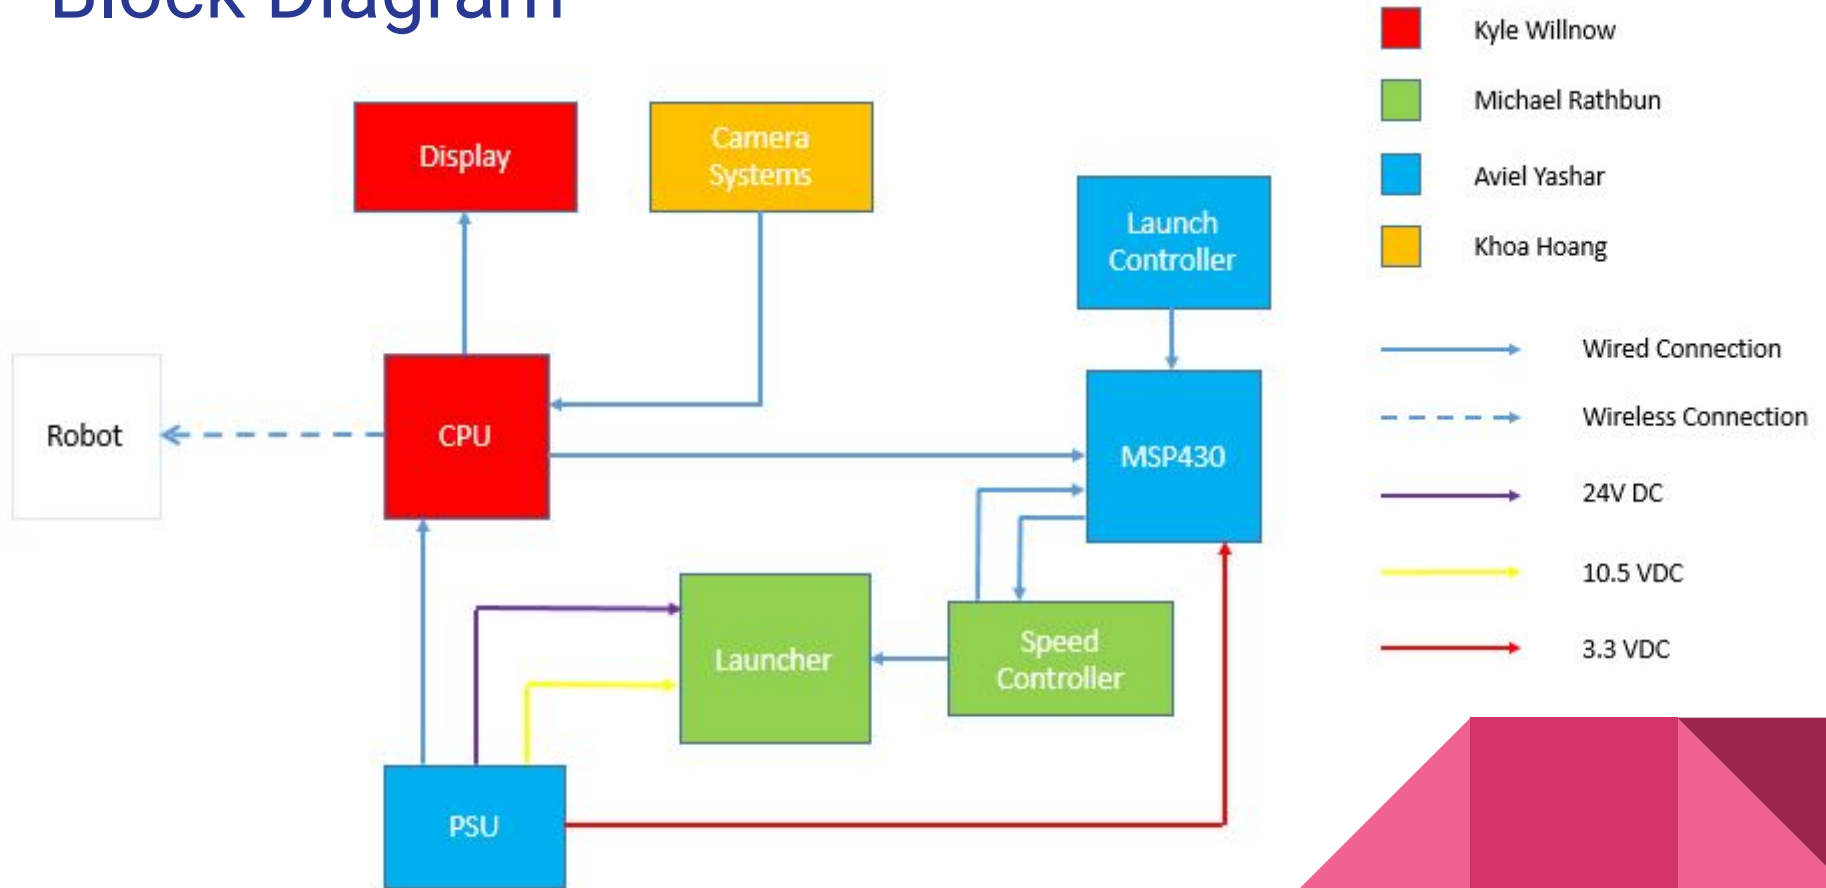 Block Diagram
Kyle Willnow
Michael Rathbun
Aviel Yashar
Khoa Hoang
Display
Camera
Systems
Launch
Controller
Robot
CPU
MSP430
Launcher
Speed
Controller
PSU
Wired Connection
Wireless Connection
24V DC
10.5 VDC
3.3 VDC